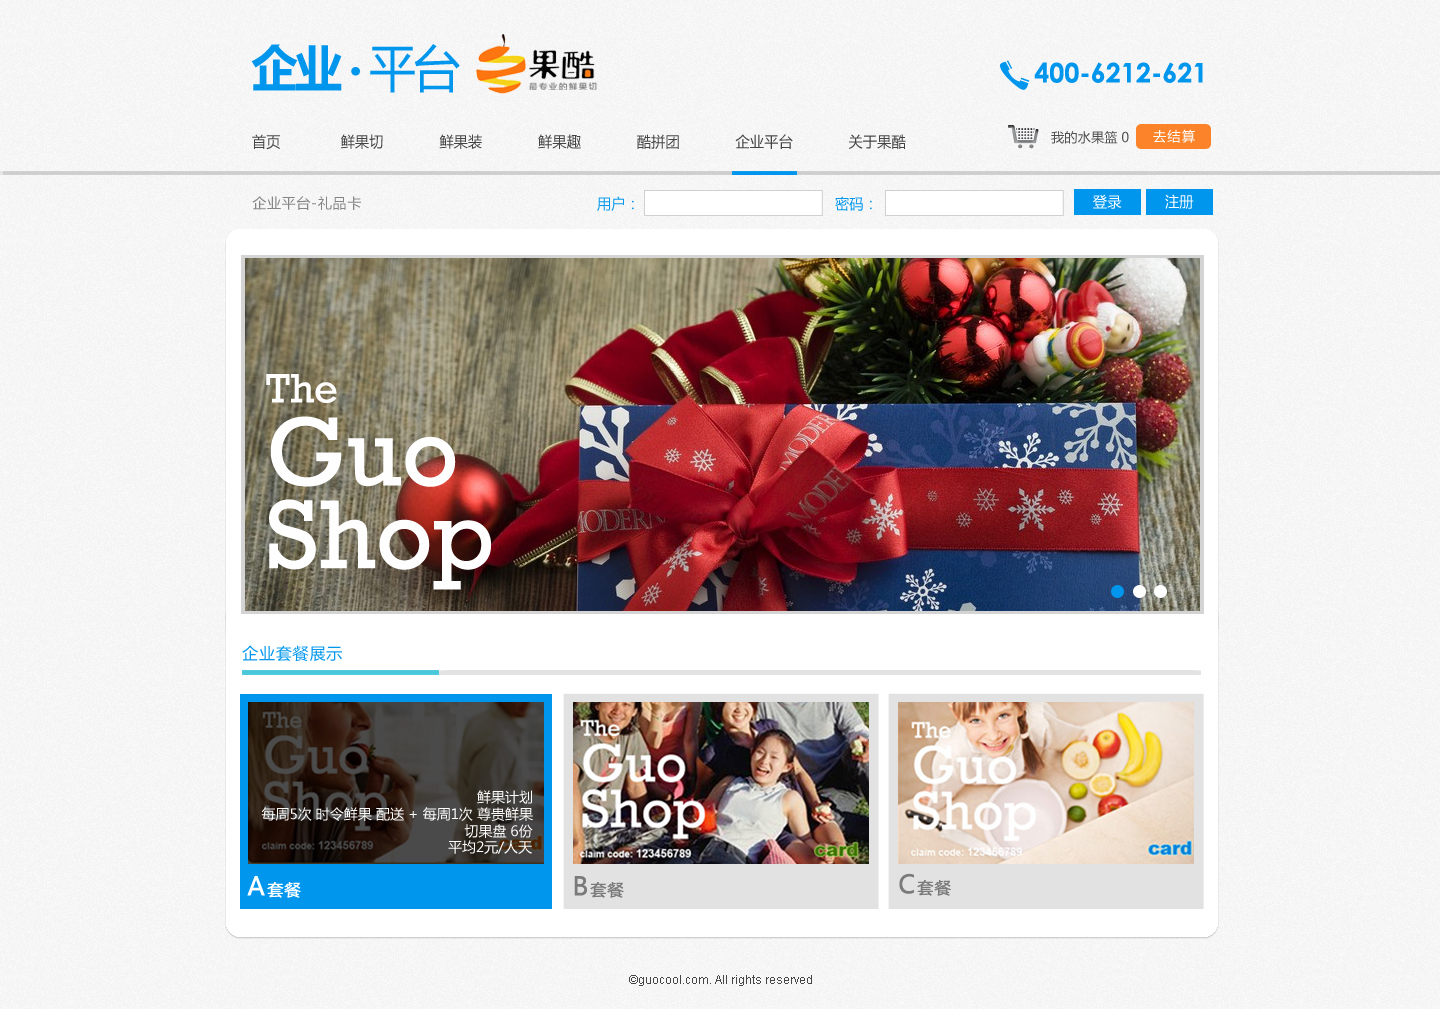 企业·平台 果酷
最专业的鲜果切
400-6212-621
首页 鲜果切 鲜果装 鲜果趣 酷拼团 企业平台 关于果酷
我的水果篮 0 去结算
企业平台-礼品卡 用户： 密码： 登录 注册
The
Guo
Shop
MODERN
MODERN
MODERN
企业套餐展示
The
Guo
Shop
鲜果计划
每周5次 时令鲜果 配送 + 每周1次 尊贵鲜果
切果盘 6份
平均2元/人天
claim code: 123456789
A套餐
The
Guo
Shop
claim code: 123456789
card
B套餐
The
Guo
Shop
claim code: 123456789
card
C套餐
©guocool.com. All rights reserved